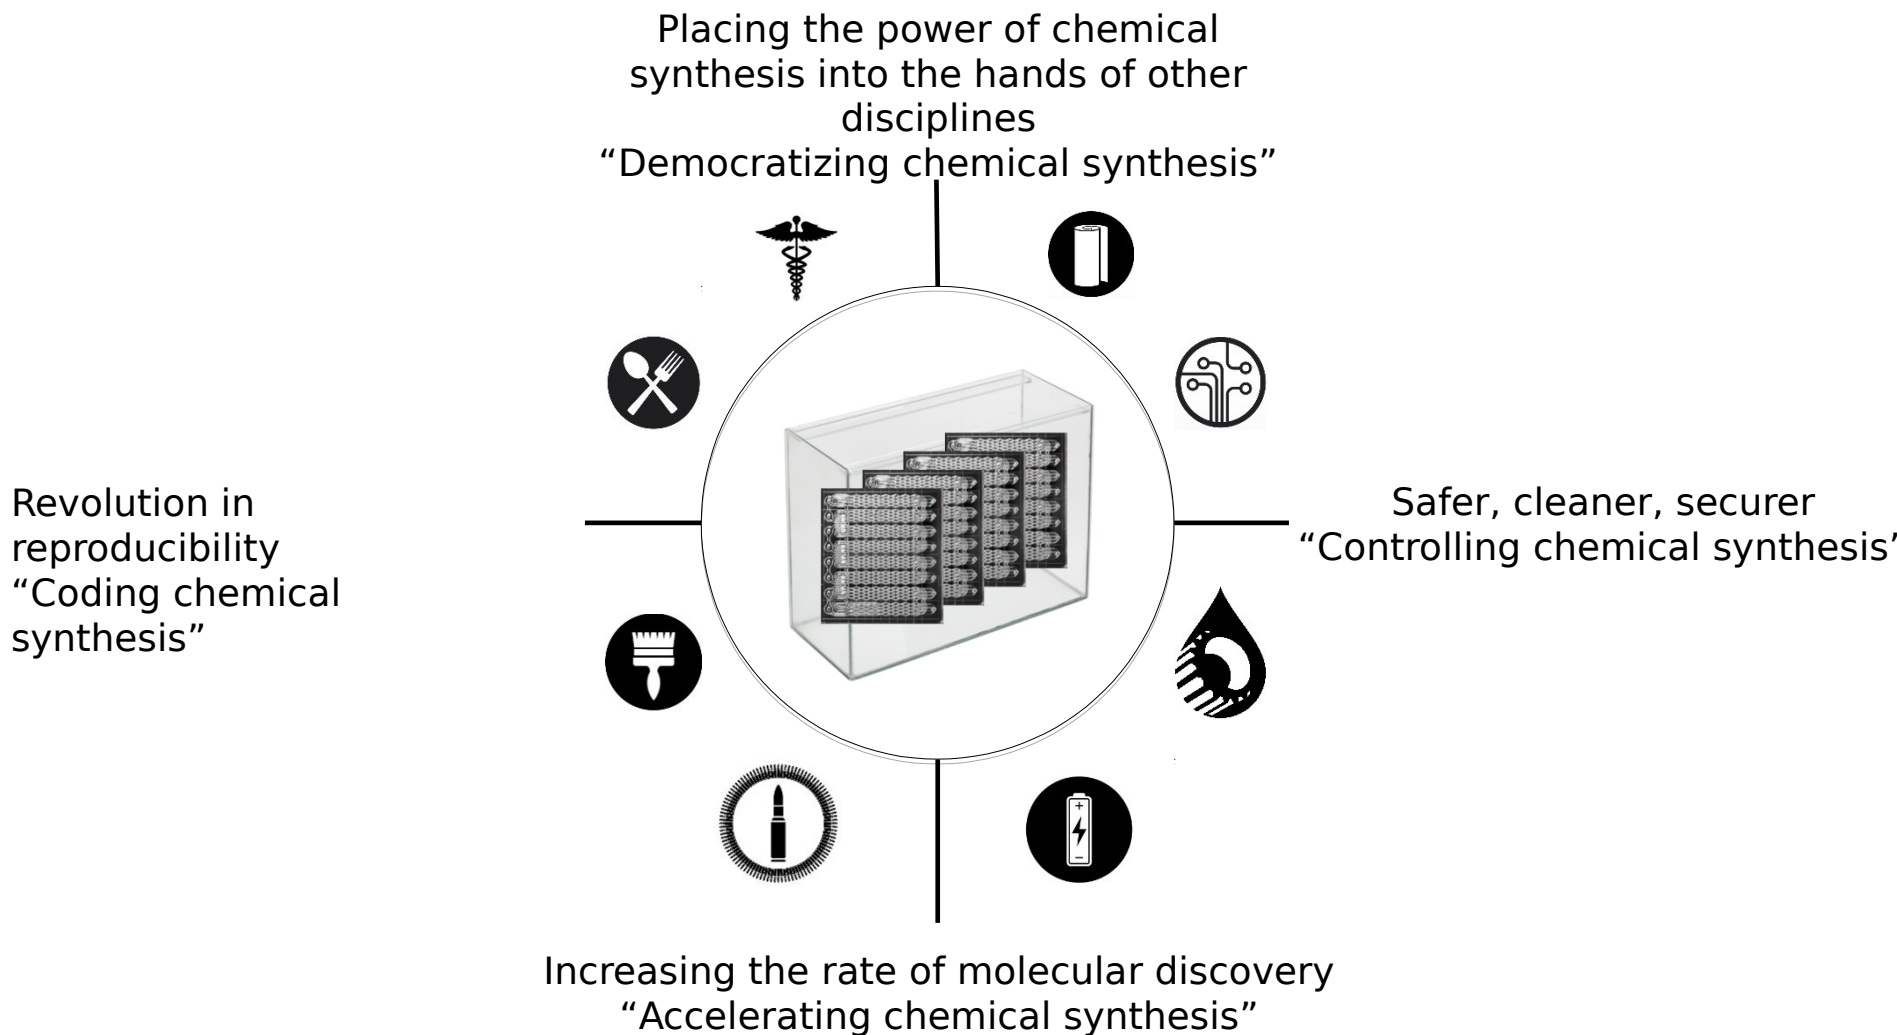 Placing the power of chemical
synthesis into the hands of other
disciplines
“Democratizing chemical synthesis”
Revolution in
reproducibility
“Coding chemical
synthesis”
Safer, cleaner, securer
“Controlling chemical synthesis’
Increasing the rate of molecular discovery
“Accelerating chemical synthesis”